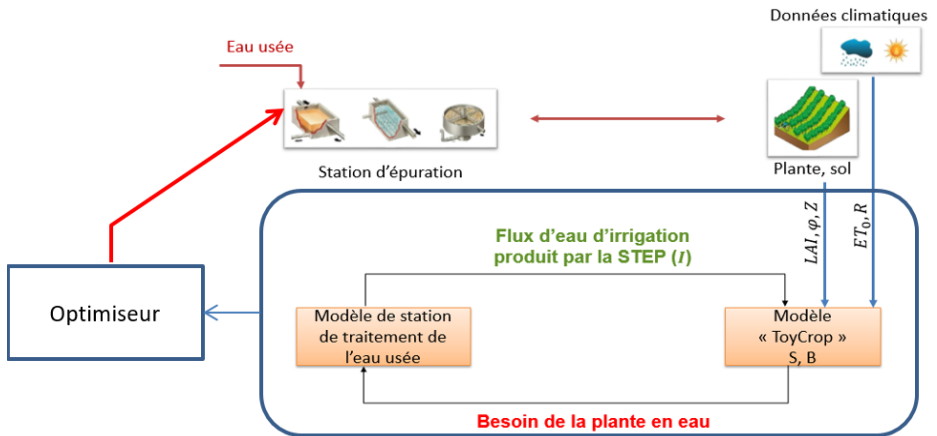 Données climatiques
Eau usée
Station d'épuration
Plante, sol
LAI, φ, Z
ET₀, R
Flux d'eau d'irrigation
produit par la STEP (I)
Optimiseur
Modèle de station
de traitement de
l'eau usée
Modèle
« ToyCrop »
S, B
Besoin de la plante en eau